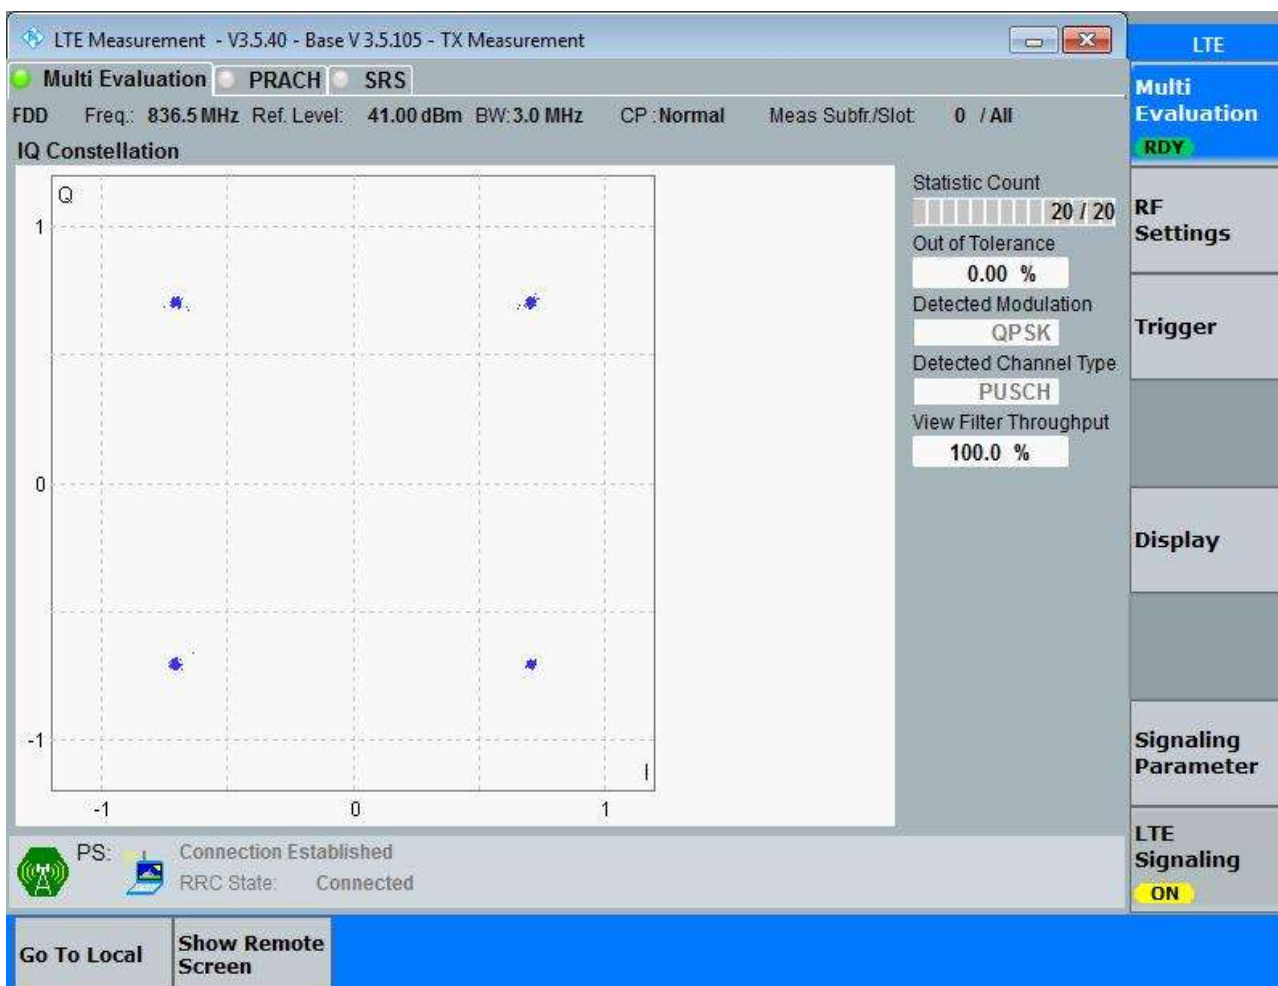 LTE Measurement - V3.5.40 - Base V 3.5.105 - TX Measurement
LTE
Multi Evaluation PRACH SRS
Multi
Evaluation
RDY
FDD Freq.: 836.5 MHz Ref. Level: 41.00 dBm BW: 3.0 MHz CP : Normal Meas Subfr./Slot: 0 / All
IQ Constellation
Q
1
0
-1
-1 0 1
I
Statistic Count
20 / 20
Out of Tolerance
0.00 %
Detected Modulation
QPSK
Detected Channel Type
PUSCH
View Filter Throughput
100.0 %
RF
Settings
Trigger
Display
Signaling
Parameter
LTE
Signaling
ON
PS: Connection Established
RRC State: Connected
Go To Local
Show Remote
Screen